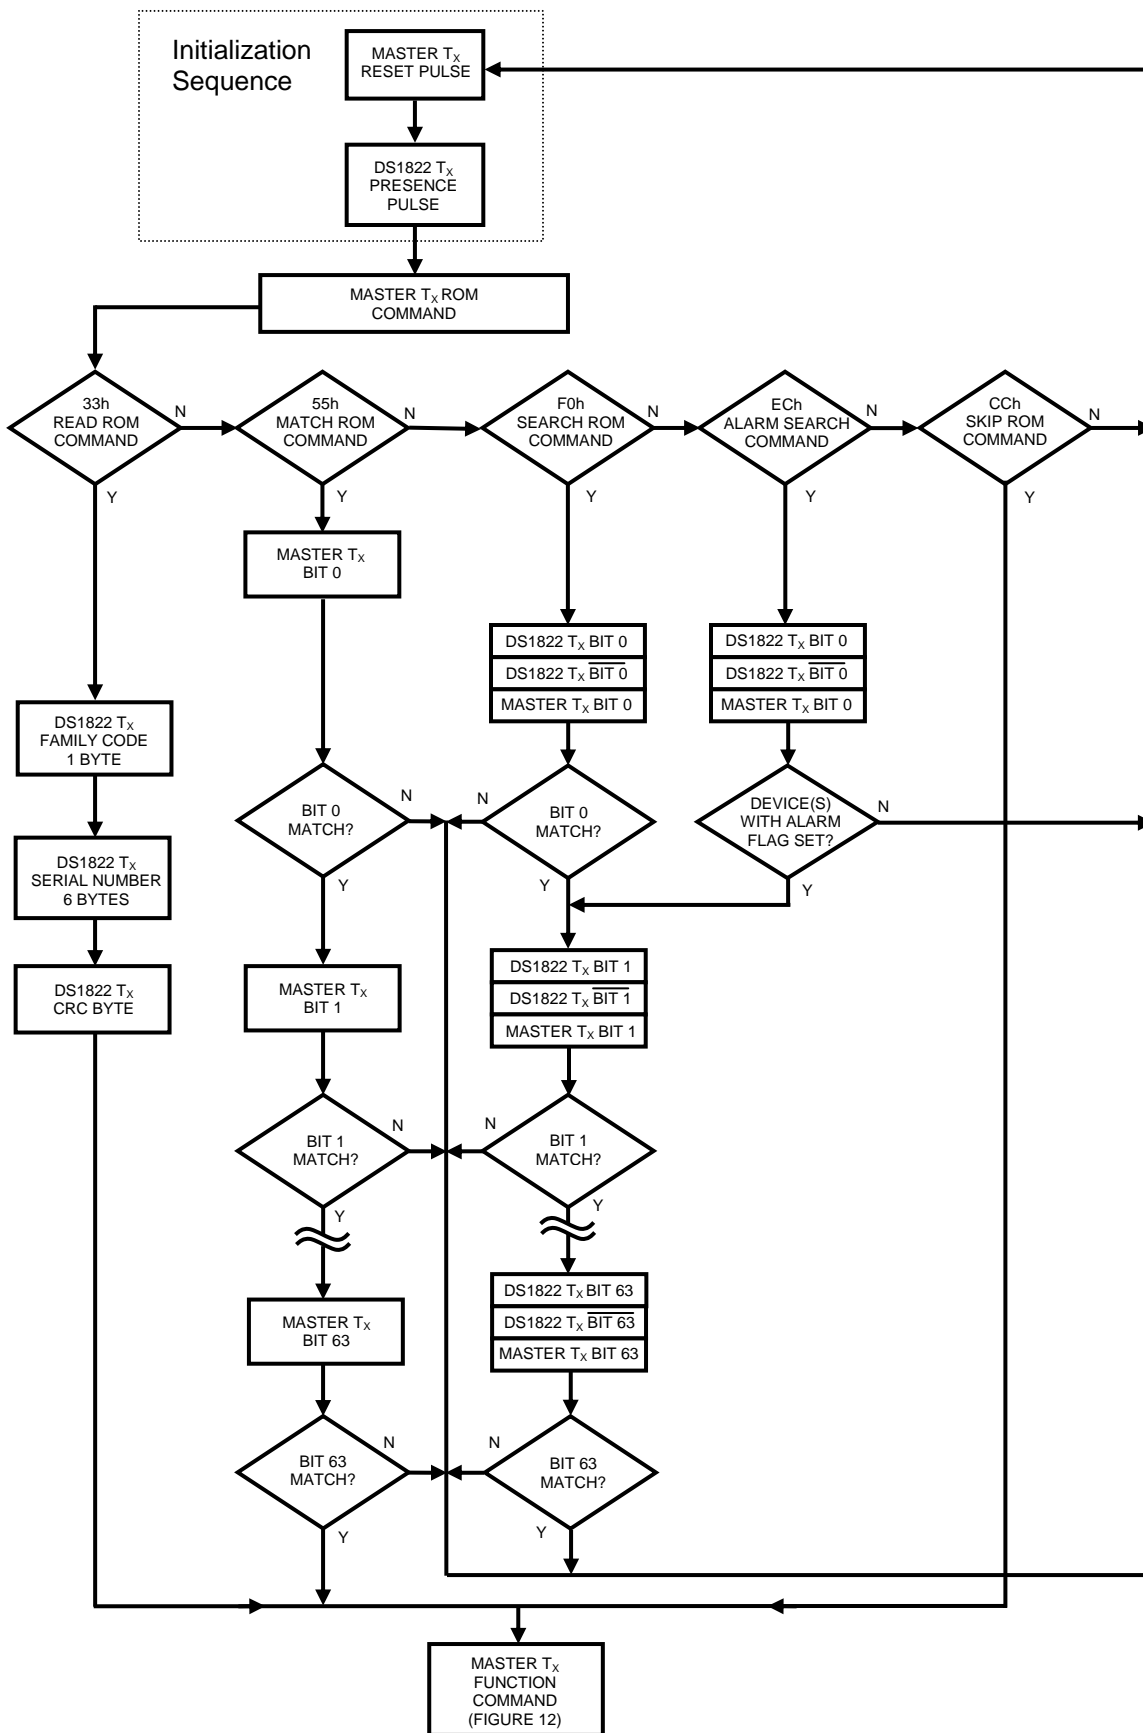 Initialization
Sequence
MASTER TX
RESET PULSE
DS1822 TX
PRESENCE
PULSE
MASTER TX ROM
COMMAND
33h
READ ROM
COMMAND
N
Y
55h
MATCH ROM
COMMAND
N
Y
F0h
SEARCH ROM
COMMAND
N
Y
ECh
ALARM SEARCH
COMMAND
N
Y
CCh
SKIP ROM
COMMAND
N
Y
MASTER TX
BIT 0
DS1822 TX BIT 0
DS1822 TX BIT 0
MASTER TX BIT 0
DS1822 TX BIT 0
DS1822 TX BIT 0
MASTER TX BIT 0
DS1822 TX
FAMILY CODE
1 BYTE
BIT 0
MATCH?
N
Y
BIT 0
MATCH?
N
Y
DEVICE(S)
WITH ALARM
FLAG SET?
N
Y
DS1822 TX
SERIAL NUMBER
6 BYTES
DS1822 TX
CRC BYTE
MASTER TX
BIT 1
DS1822 TX BIT 1
DS1822 TX BIT 1
MASTER TX BIT 1
BIT 1
MATCH?
N
Y
BIT 1
MATCH?
N
Y
MASTER TX
BIT 63
DS1822 TX BIT 63
DS1822 TX BIT 63
MASTER TX BIT 63
BIT 63
MATCH?
N
Y
BIT 63
MATCH?
N
Y
MASTER TX
FUNCTION
COMMAND
(FIGURE 12)